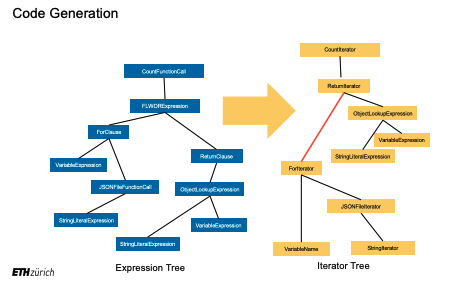 Code Generation
CountFunctionCall
FLWORExpression
ForClause
VariableExpression
ReturnClause
JSONFileFunctionCall
ObjectLookupExpression
StringLiteralExpression
VariableExpression
StringLiteralExpression
Expression Tree
CountIterator
ReturnIterator
ObjectLookupExpression
VariableExpression
StringLiteralExpression
ForIterator
JSONFileIterator
VariableName
StringIterator
Iterator Tree
ETHzürich